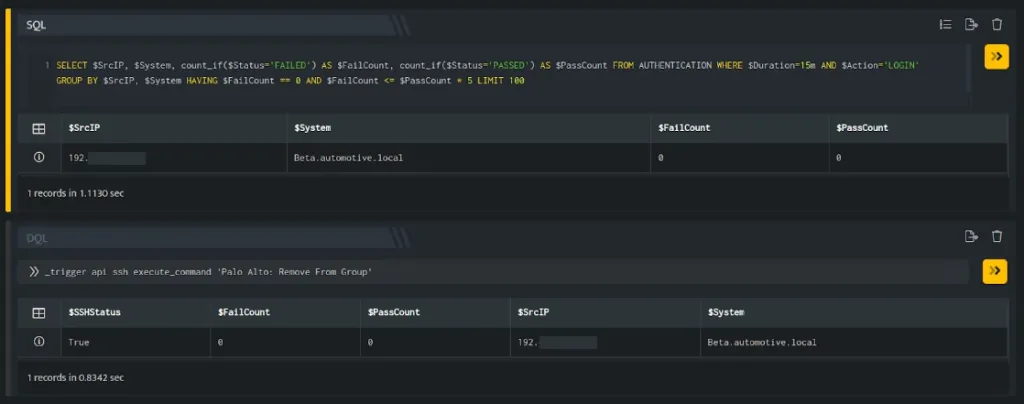 SQL
1 SELECT $SrcIP, $System, count_if($Status='FAILED') AS $FailCount, count_if($Status='PASSED') AS $PassCount FROM AUTHENTICATION WHERE $Duration=15m AND $Action='LOGIN'
GROUP BY $SrcIP, $System HAVING $FailCount == 0 AND $FailCount <= $PassCount * 5 LIMIT 100
$SrcIP $System $FailCount $PassCount
192. Beta.automotive.local 0 0
1 records in 1.1130 sec
DQL
_trigger api ssh execute_command 'Palo Alto: Remove From Group'
$SSHStatus $FailCount $PassCount $SrcIP $System
True 0 0 192. Beta.automotive.local
1 records in 0.8342 sec